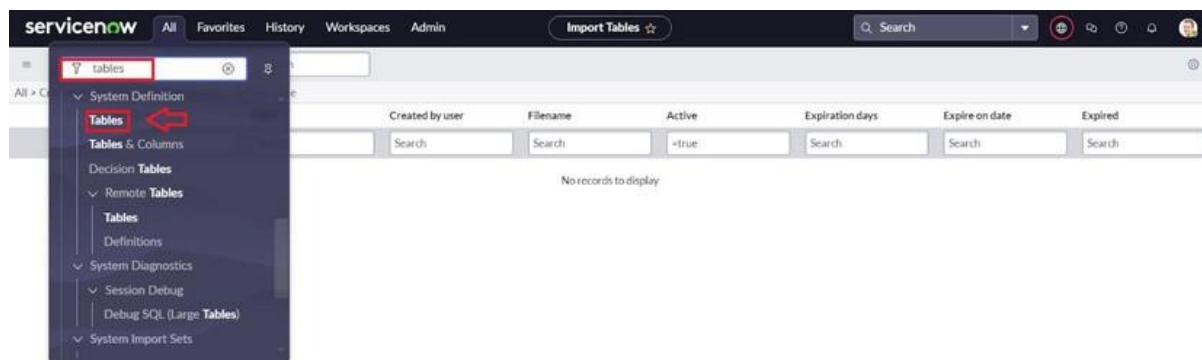 servicenow All Favorites History Workspaces Admin Import Tables Search
tables
All > C
System Definition
Tables
Created by user Filename Active Expiration days Expire on date Expired
Tables & Columns
Search Search =true Search Search Search
Decision Tables
No records to display
Remote Tables
Tables
Definitions
System Diagnostics
Session Debug
Debug SQL (Large Tables)
System Import Sets